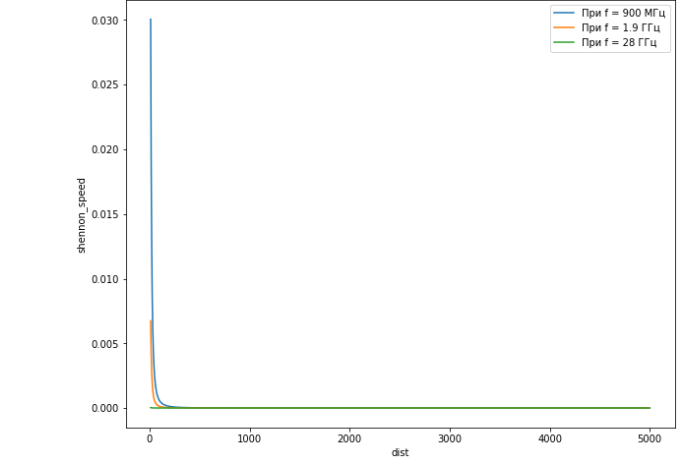 При f = 900 МГц
При f = 1.9 ГГц
При f = 28 ГГц
shennon_speed
0.030
0.025
0.020
0.015
0.010
0.005
0.000
0
1000
2000
3000
4000
5000
dist